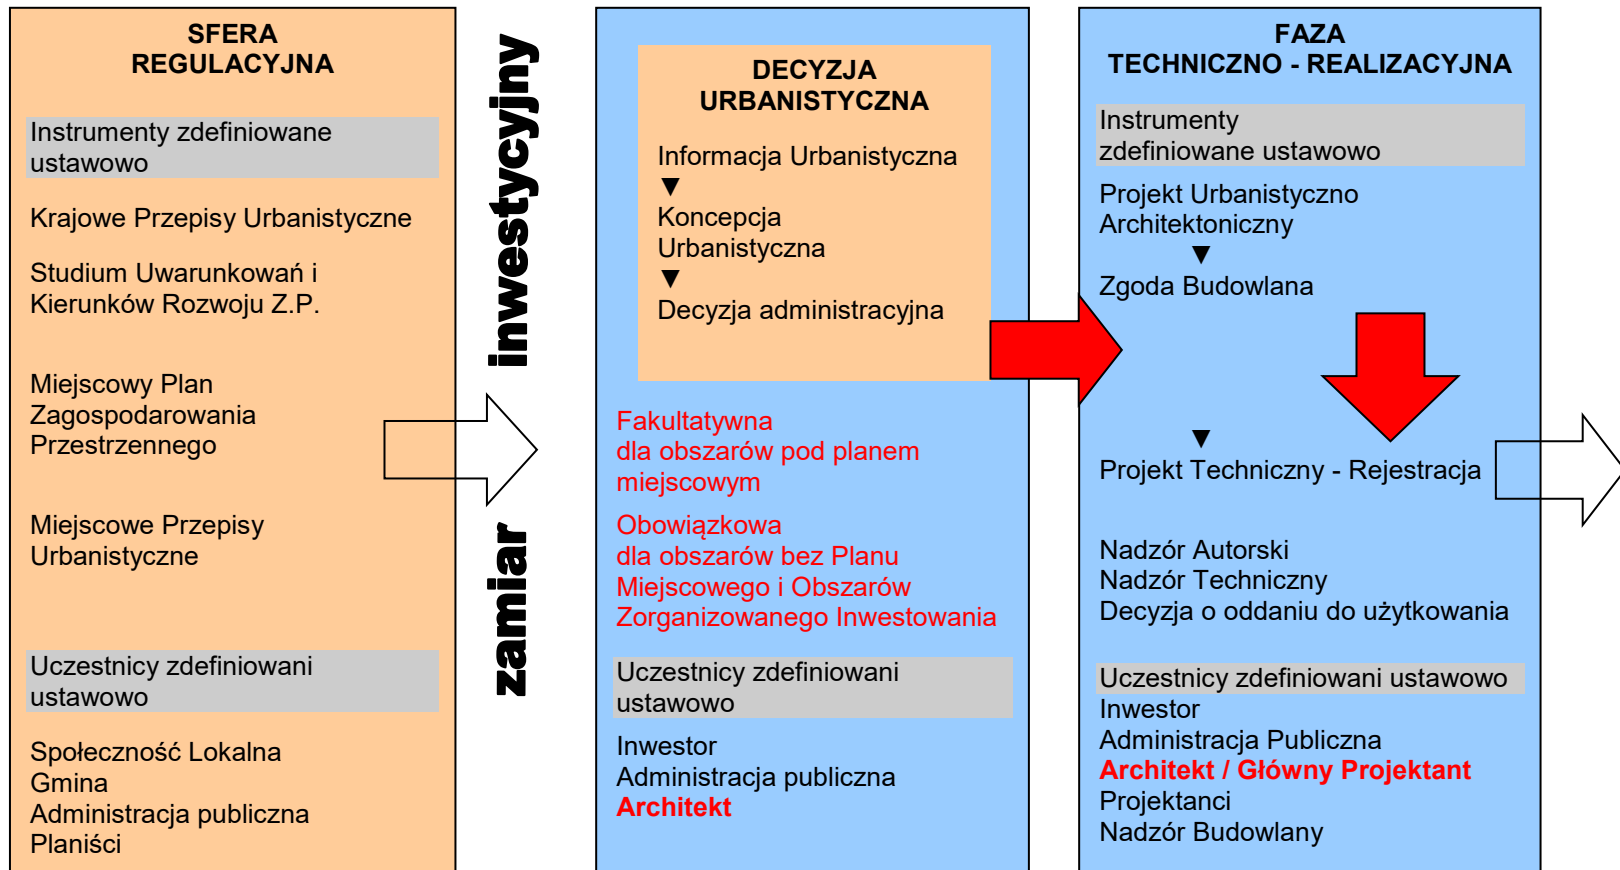 SFERA
REGULACYJNA
Instrumenty zdefiniowane
ustawowo
Krajowe Przepisy Urbanistyczne
Studium Uwarunkowań i
Kierunków Rozwoju Z.P.
Miejscowy Plan
Zagospodarowania
Przestrzennego
Miejscowe Przepisy
Urbanistyczne
Uczestnicy zdefiniowani
ustawowo
Społeczność Lokalna
Gmina
Administracja publiczna
Planiści
zamiar inwestycyjny
DECYZJA
URBANISTYCZNA
Informacja Urbanistyczna
▼
Koncepcja
Urbanistyczna
▼
Decyzja administracyjna
Fakultatywna
dla obszarów pod planem
miejscowym
Obowiązkowa
dla obszarów bez Planu
Miejscowego i Obszarów
Zorganizowanego Inwestowania
Uczestnicy zdefiniowani
ustawowo
Inwestor
Administracja publiczna
Architekt
FAZA
TECHNICZNO - REALIZACYJNA
Instrumenty
zdefiniowane ustawowo
Projekt Urbanistyczno
Architektoniczny
▼
Zgoda Budowlana
▼
Projekt Techniczny - Rejestracja
Nadzór Autorski
Nadzór Techniczny
Decyzja o oddaniu do użytkowania
Uczestnicy zdefiniowani ustawowo
Inwestor
Administracja Publiczna
Architekt / Główny Projektant
Projektanci
Nadzór Budowlany